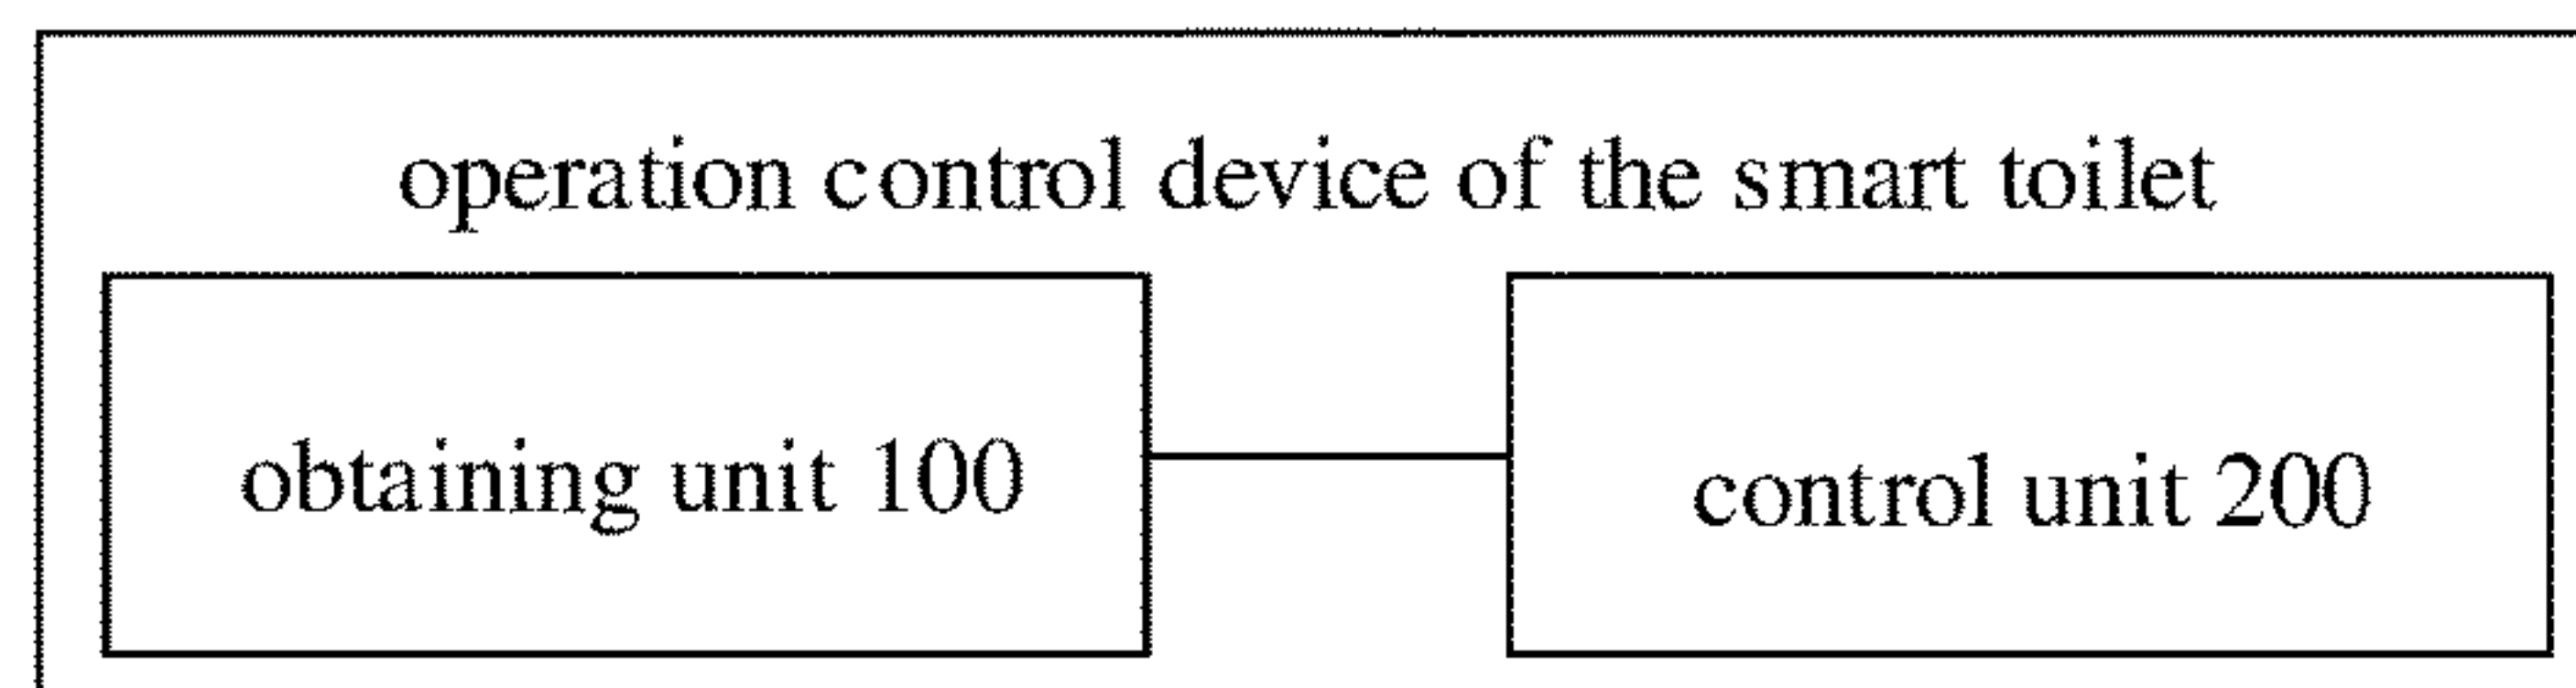 operation control device of the smart toilet
obtaining unit 100
control unit 200